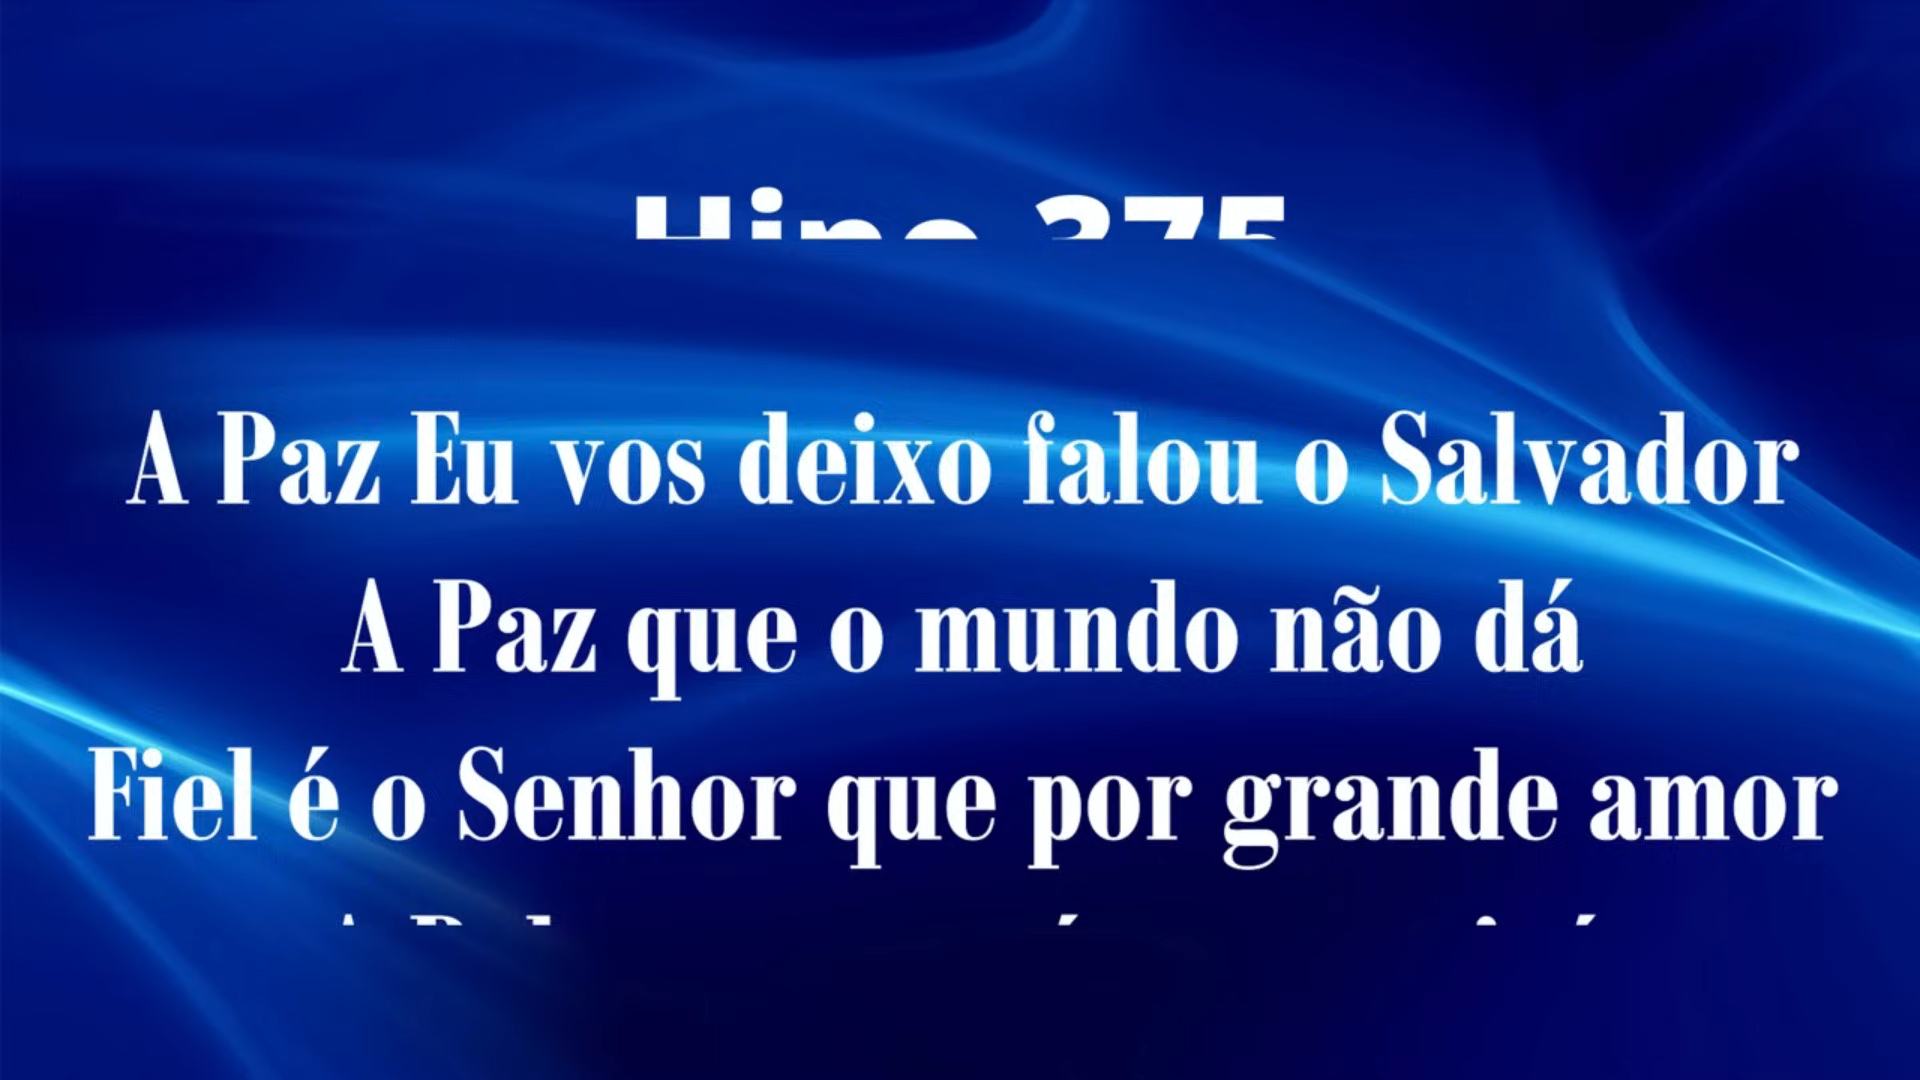 Hino 375
A Paz Eu vos deixo falou o Salvador
A Paz que o mundo não dá
Fiel é o Senhor que por grande amor